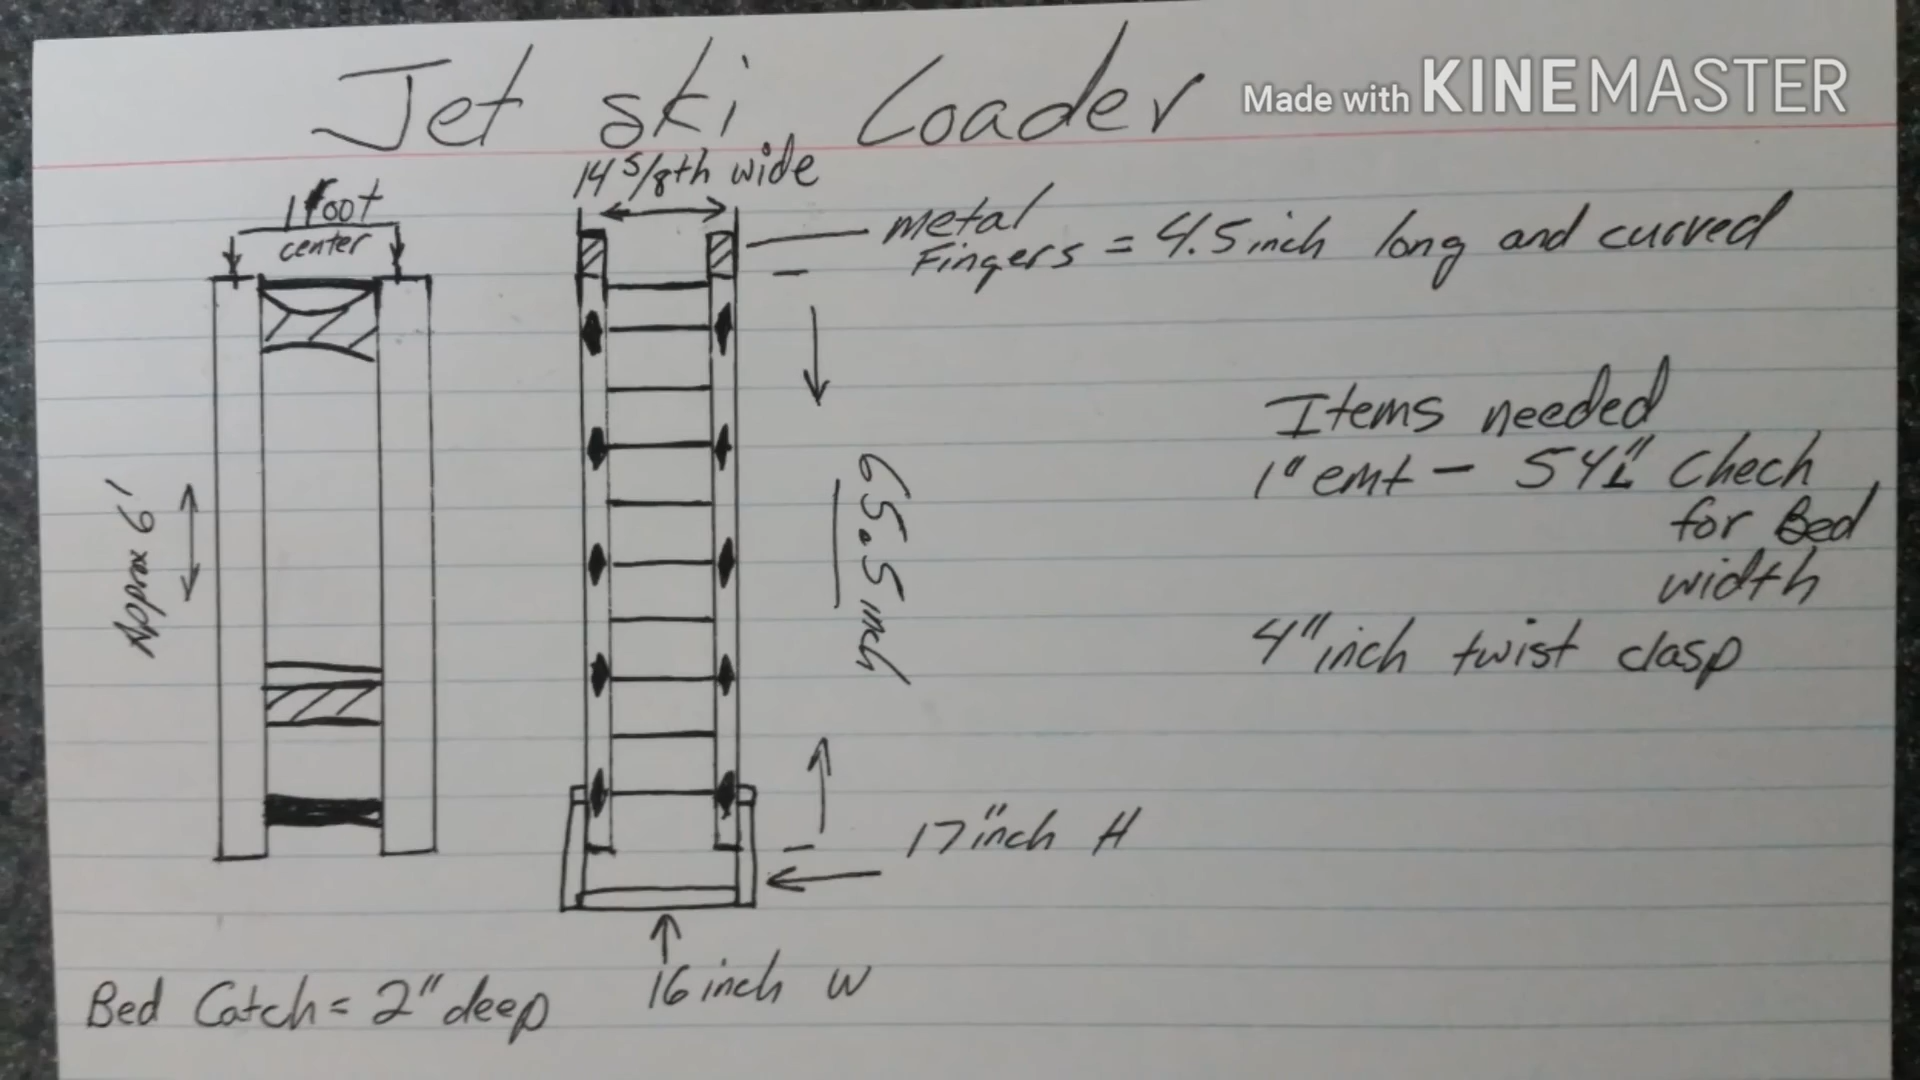 Jet ski Loader
Made with KINEMASTER
14 5/8th wide
1 foot
center
metal
Fingers = 4.5 inch long and curved
Approx 6'
65.5 inch
Items needed
1" emt - 54" Chech
for Bed
width
4" inch twist clasp
17" inch H
16 inch W
Bed Catch = 2" deep